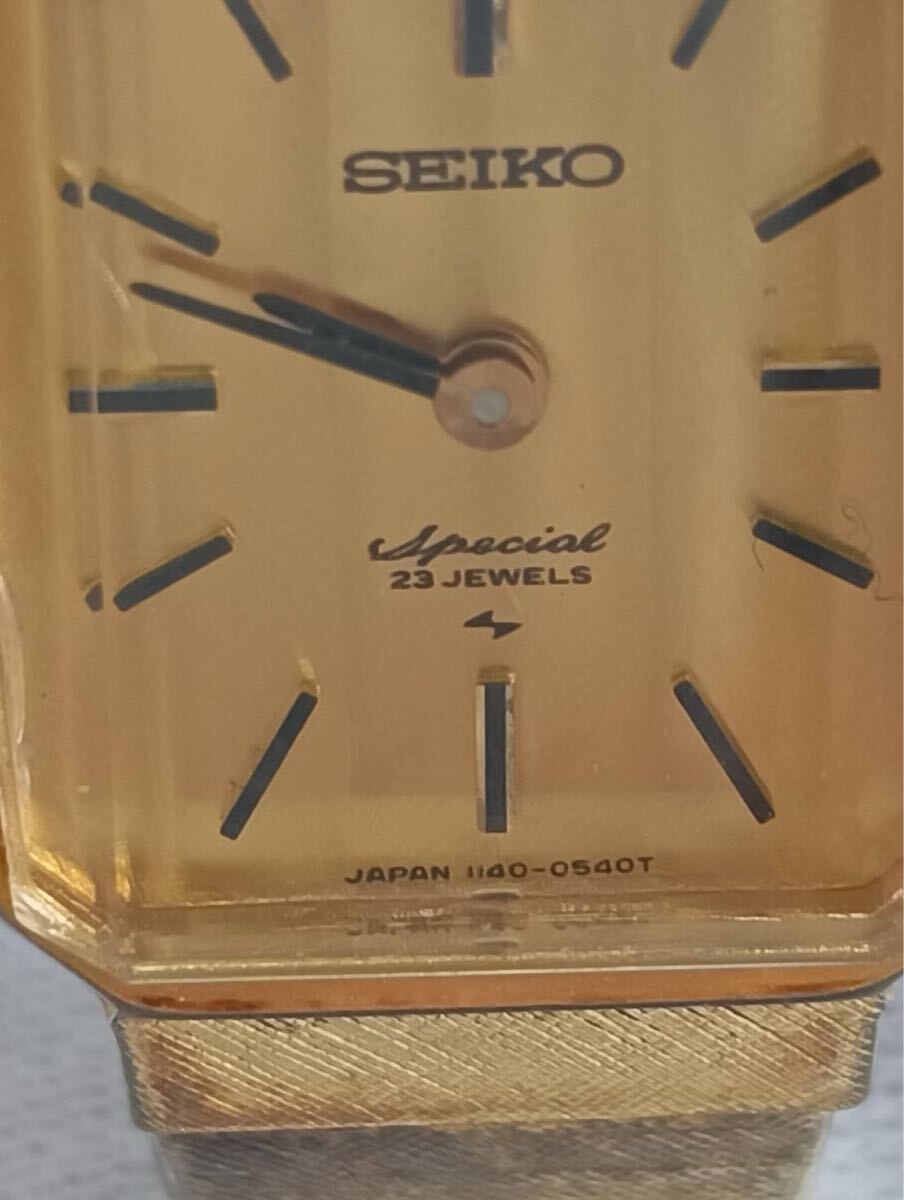 SEIKO
Special
23 JEWELS
JAPAN 1140-0540T